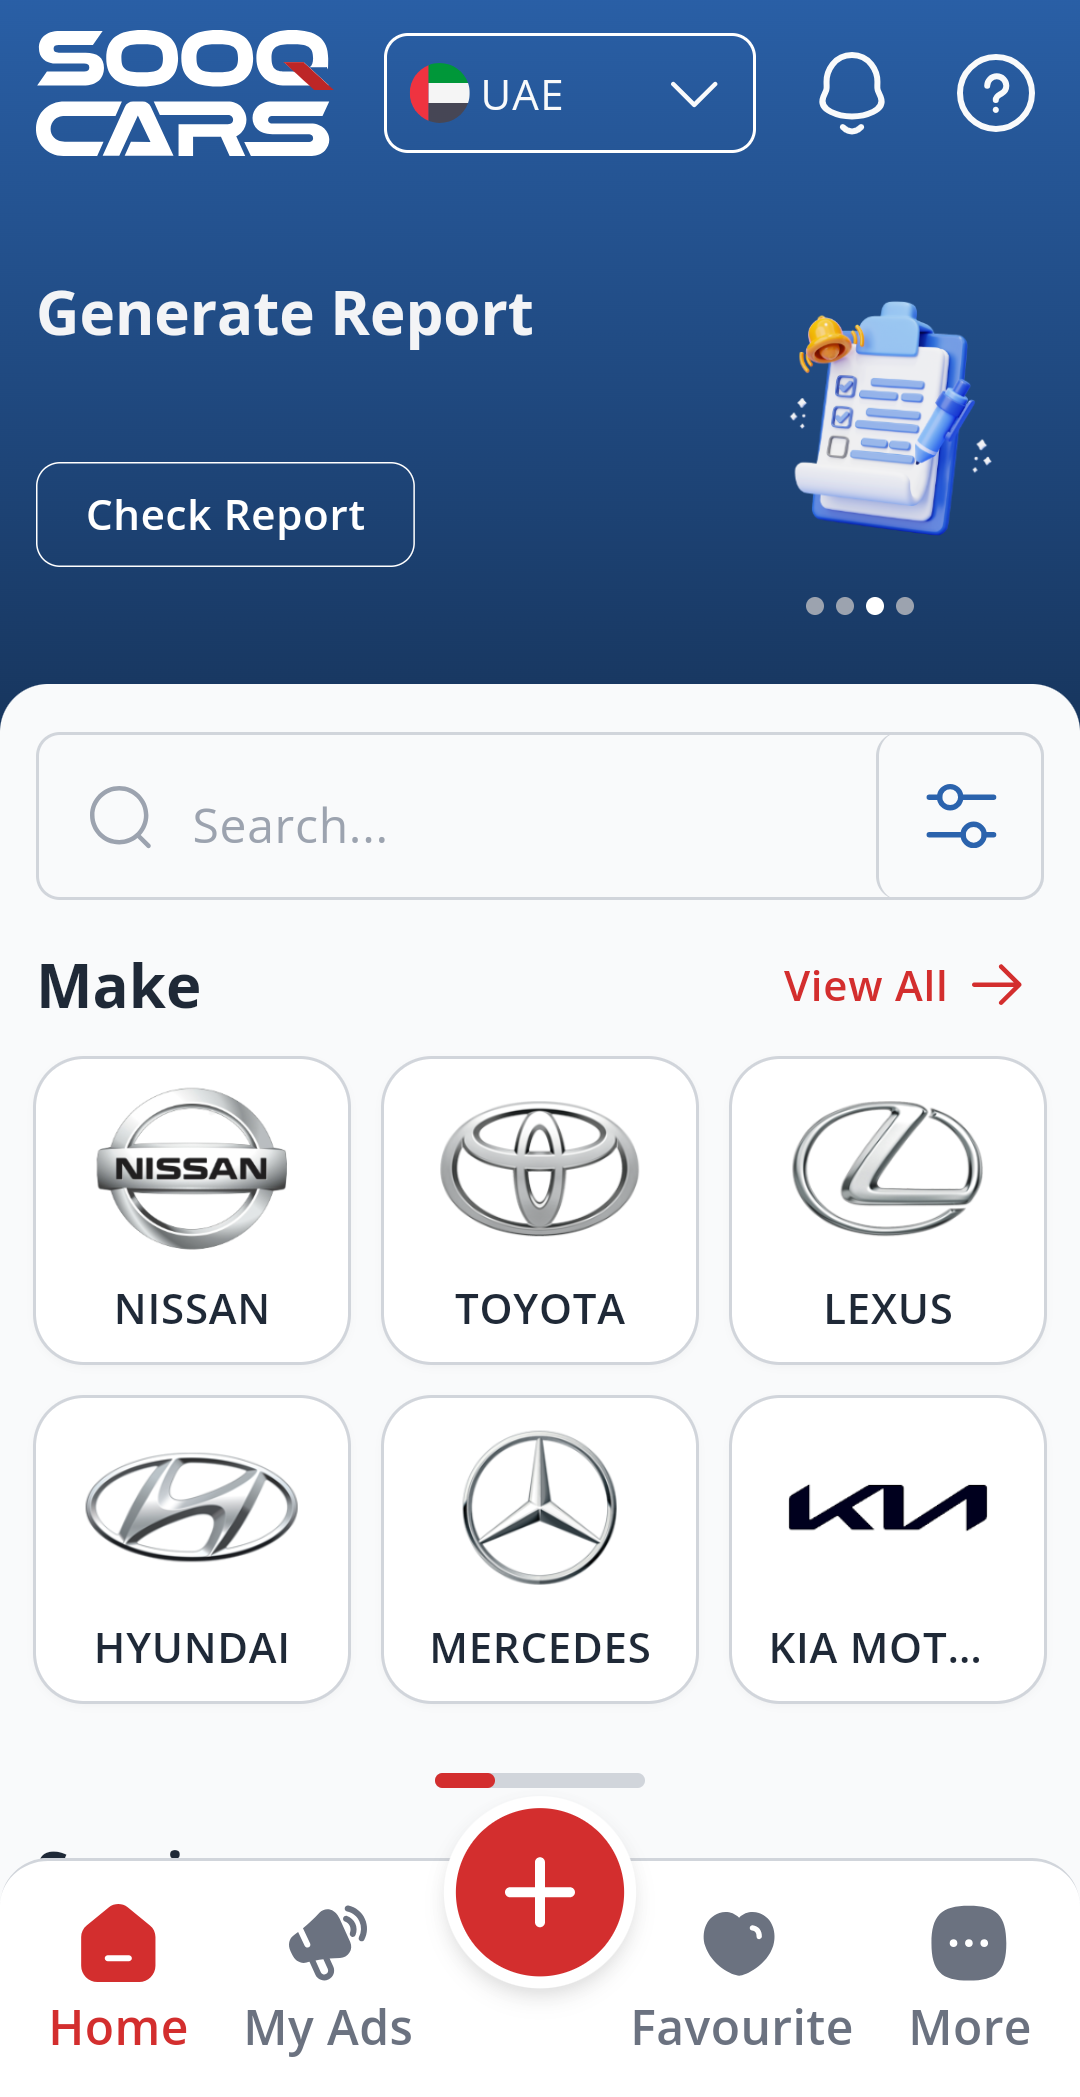 SOOQ
CARS
UAE
Generate Report
Check Report
Search...
Make
View All
NISSAN
NISSAN
TOYOTA
LEXUS
HYUNDAI
MERCEDES
KIA
KIA MOT...
Home
My Ads
Favourite
More